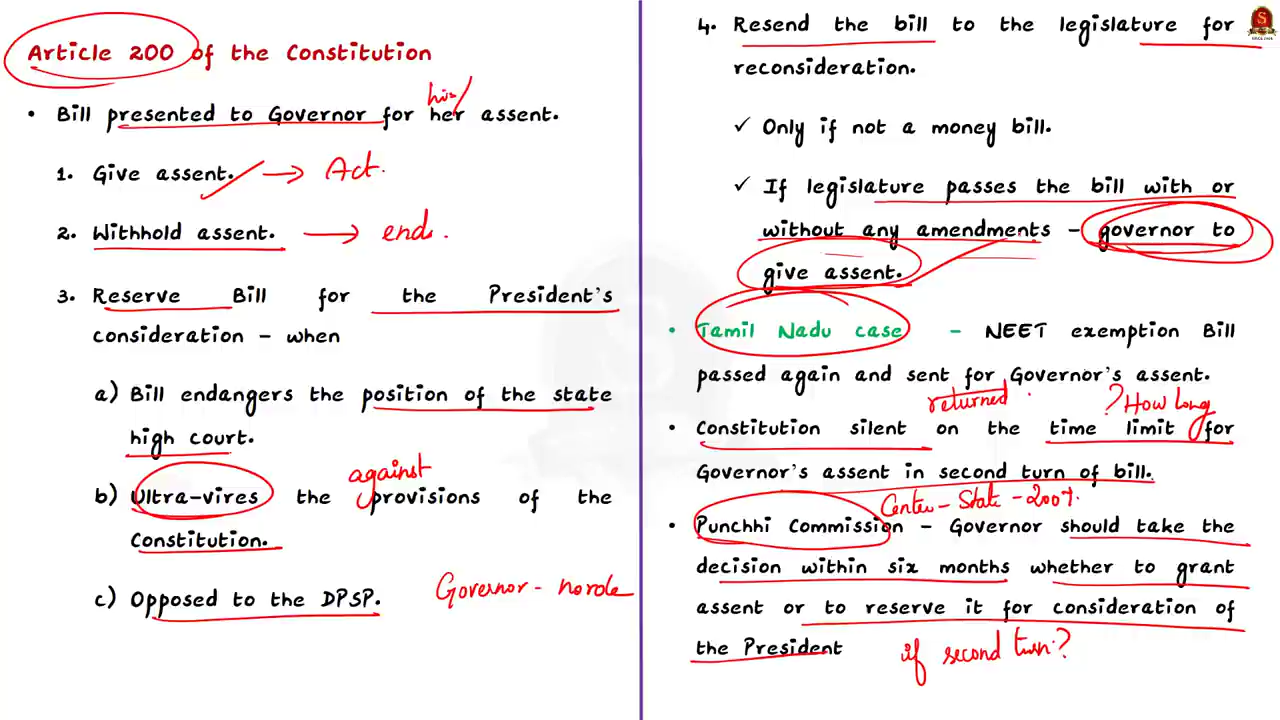 Article 200 of the Constitution
his/
• Bill presented to Governor for her assent.
1. Give assent. → Act.
2. Withhold assent. → ends.
3. Reserve Bill for the President's
consideration - when
a) Bill endangers the position of the state
high court.
against
b) Ultra-vires the provisions of the
Constitution.
c) Opposed to the DPSP.
Governor - no role
4. Resend the bill to the legislature for
reconsideration.
✓ Only if not a money bill.
✓ If legislature passes the bill with or
without any amendments - governor to
give assent.
• Tamil Nadu case - NEET exemption Bill
passed again and sent for Governor's assent.
returned
? How long
• Constitution silent on the time limit for
Governor's assent in second turn of bill.
Center - State - 2007.
• Punchhi Commission - Governor should take the
decision within six months whether to grant
assent or to reserve it for consideration of
the President
if second turn?